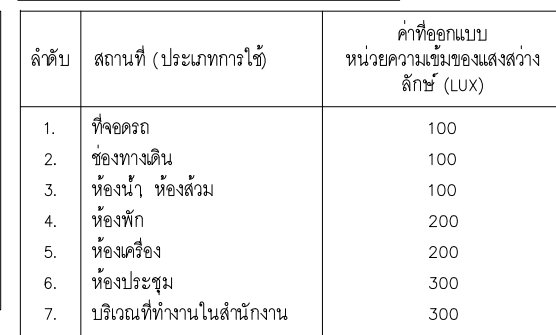 ลำดับ สถานที่ (ประเภทการใช้) ค่าที่ออกแบบ
หน่วยความเข้มของแสงสว่าง
ลักษ์ (LUX)
1. ที่จอดรถ 100
2. ช่องทางเดิน 100
3. ห้องน้ำ, ห้องส้วม 100
4. ห้องพัก 200
5. ห้องเครื่อง 200
6. ห้องประชุม 300
7. บริเวณที่ทำงานในสำนักงาน 300